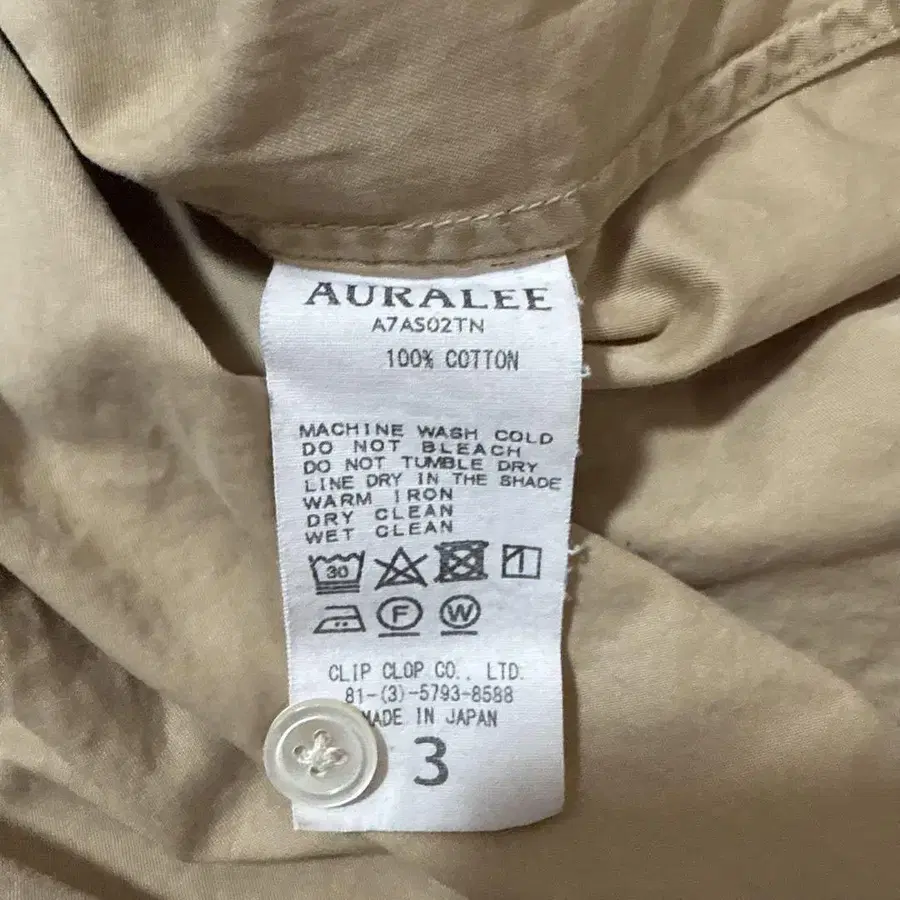 AURALEE
A7AS02TN
100% COTTON
MACHINE WASH COLD
DO NOT BLEACH
DO NOT TUMBLE DRY
LINE DRY IN THE SHADE
WARM IRON
DRY CLEAN
WET CLEAN
30
F W
CLIP CLOP CO., LTD.
81-(3)-5793-8588
MADE IN JAPAN
3